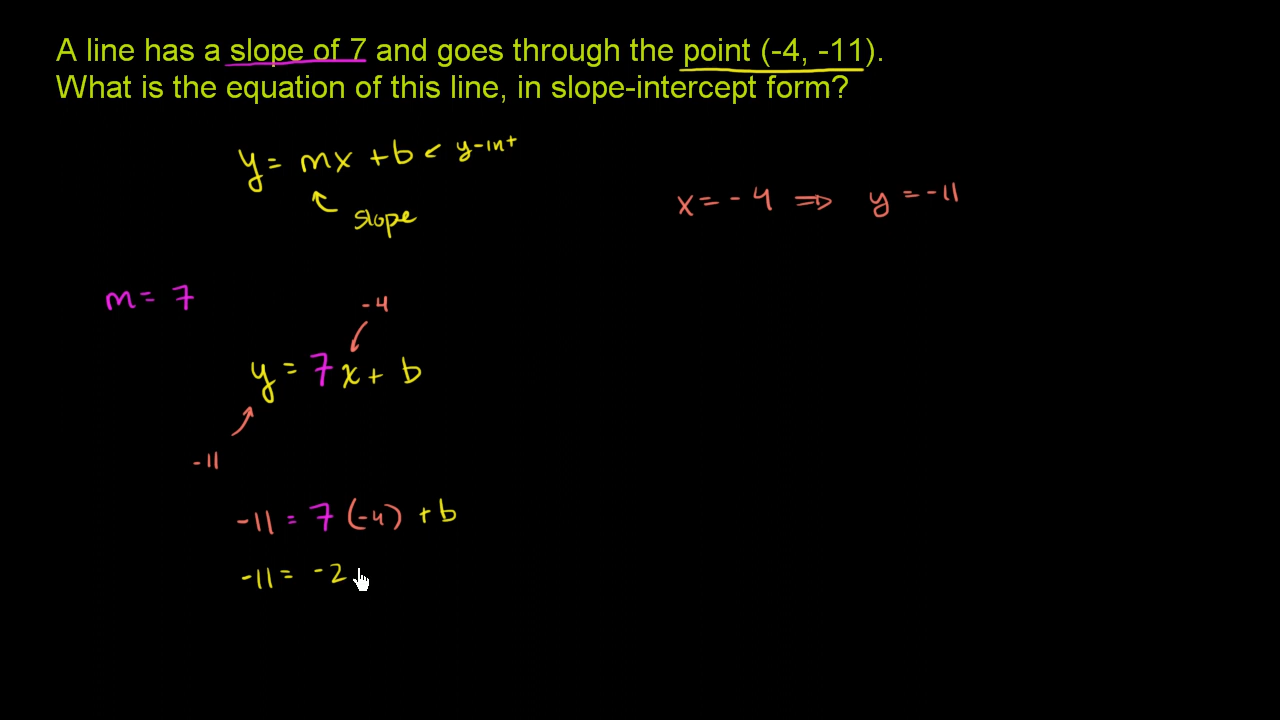 A line has a slope of 7 and goes through the point (-4, -11).
What is the equation of this line, in slope-intercept form?
y = mx + b ← y-int
slope
x = -4 ⇒ y = -11
m = 7
-4
y = 7x + b
-11
-11 = 7(-4) + b
-11 = -2